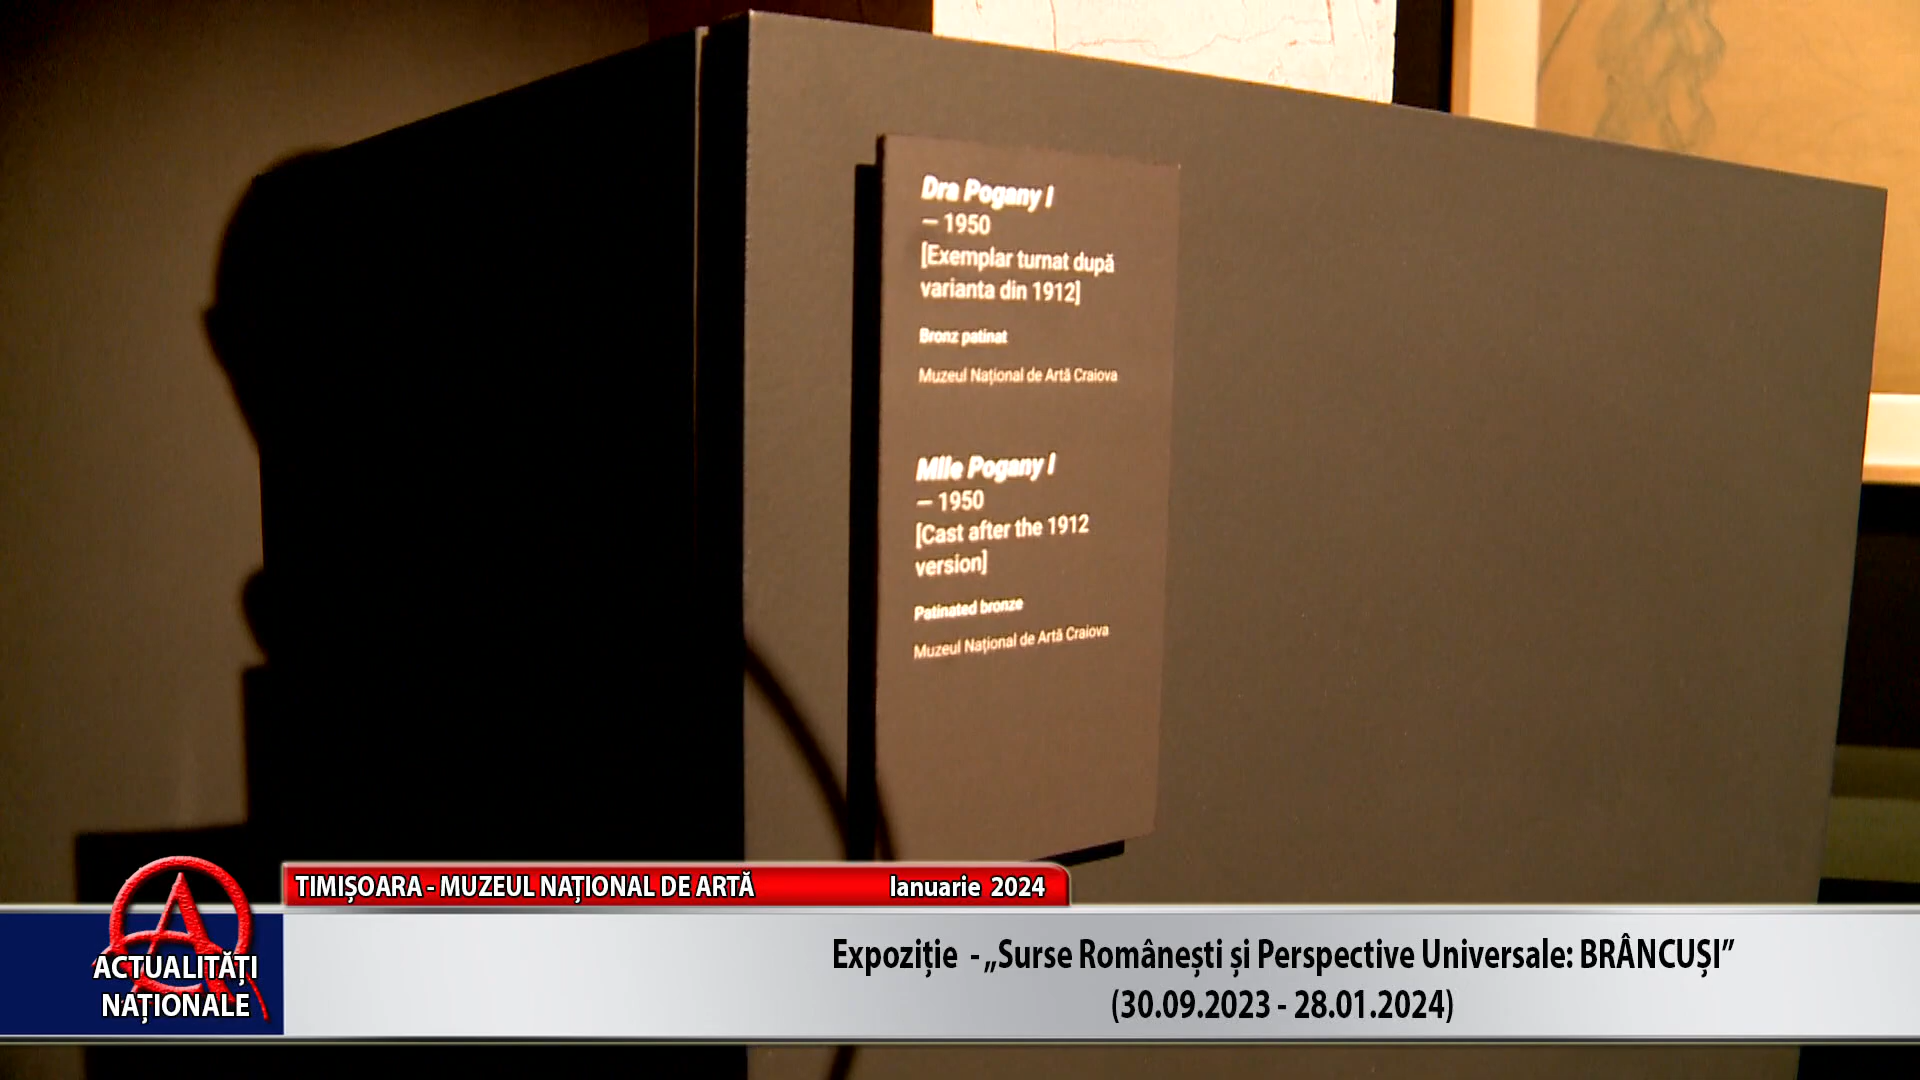 Dra Pogany I
— 1950
[Exemplar turnat după
varianta din 1912]
Bronz patinat
Muzeul Național de Artă Craiova
Mlle Pogany I
— 1950
[Cast after the 1912
version]
Patinated bronze
Muzeul Național de Artă Craiova
TIMIȘOARA - MUZEUL NAȚIONAL DE ARTĂ Ianuarie 2024
ACTUALITĂȚI
NAȚIONALE
Expoziție - „Surse Românești și Perspective Universale: BRÂNCUȘI”
(30.09.2023 - 28.01.2024)